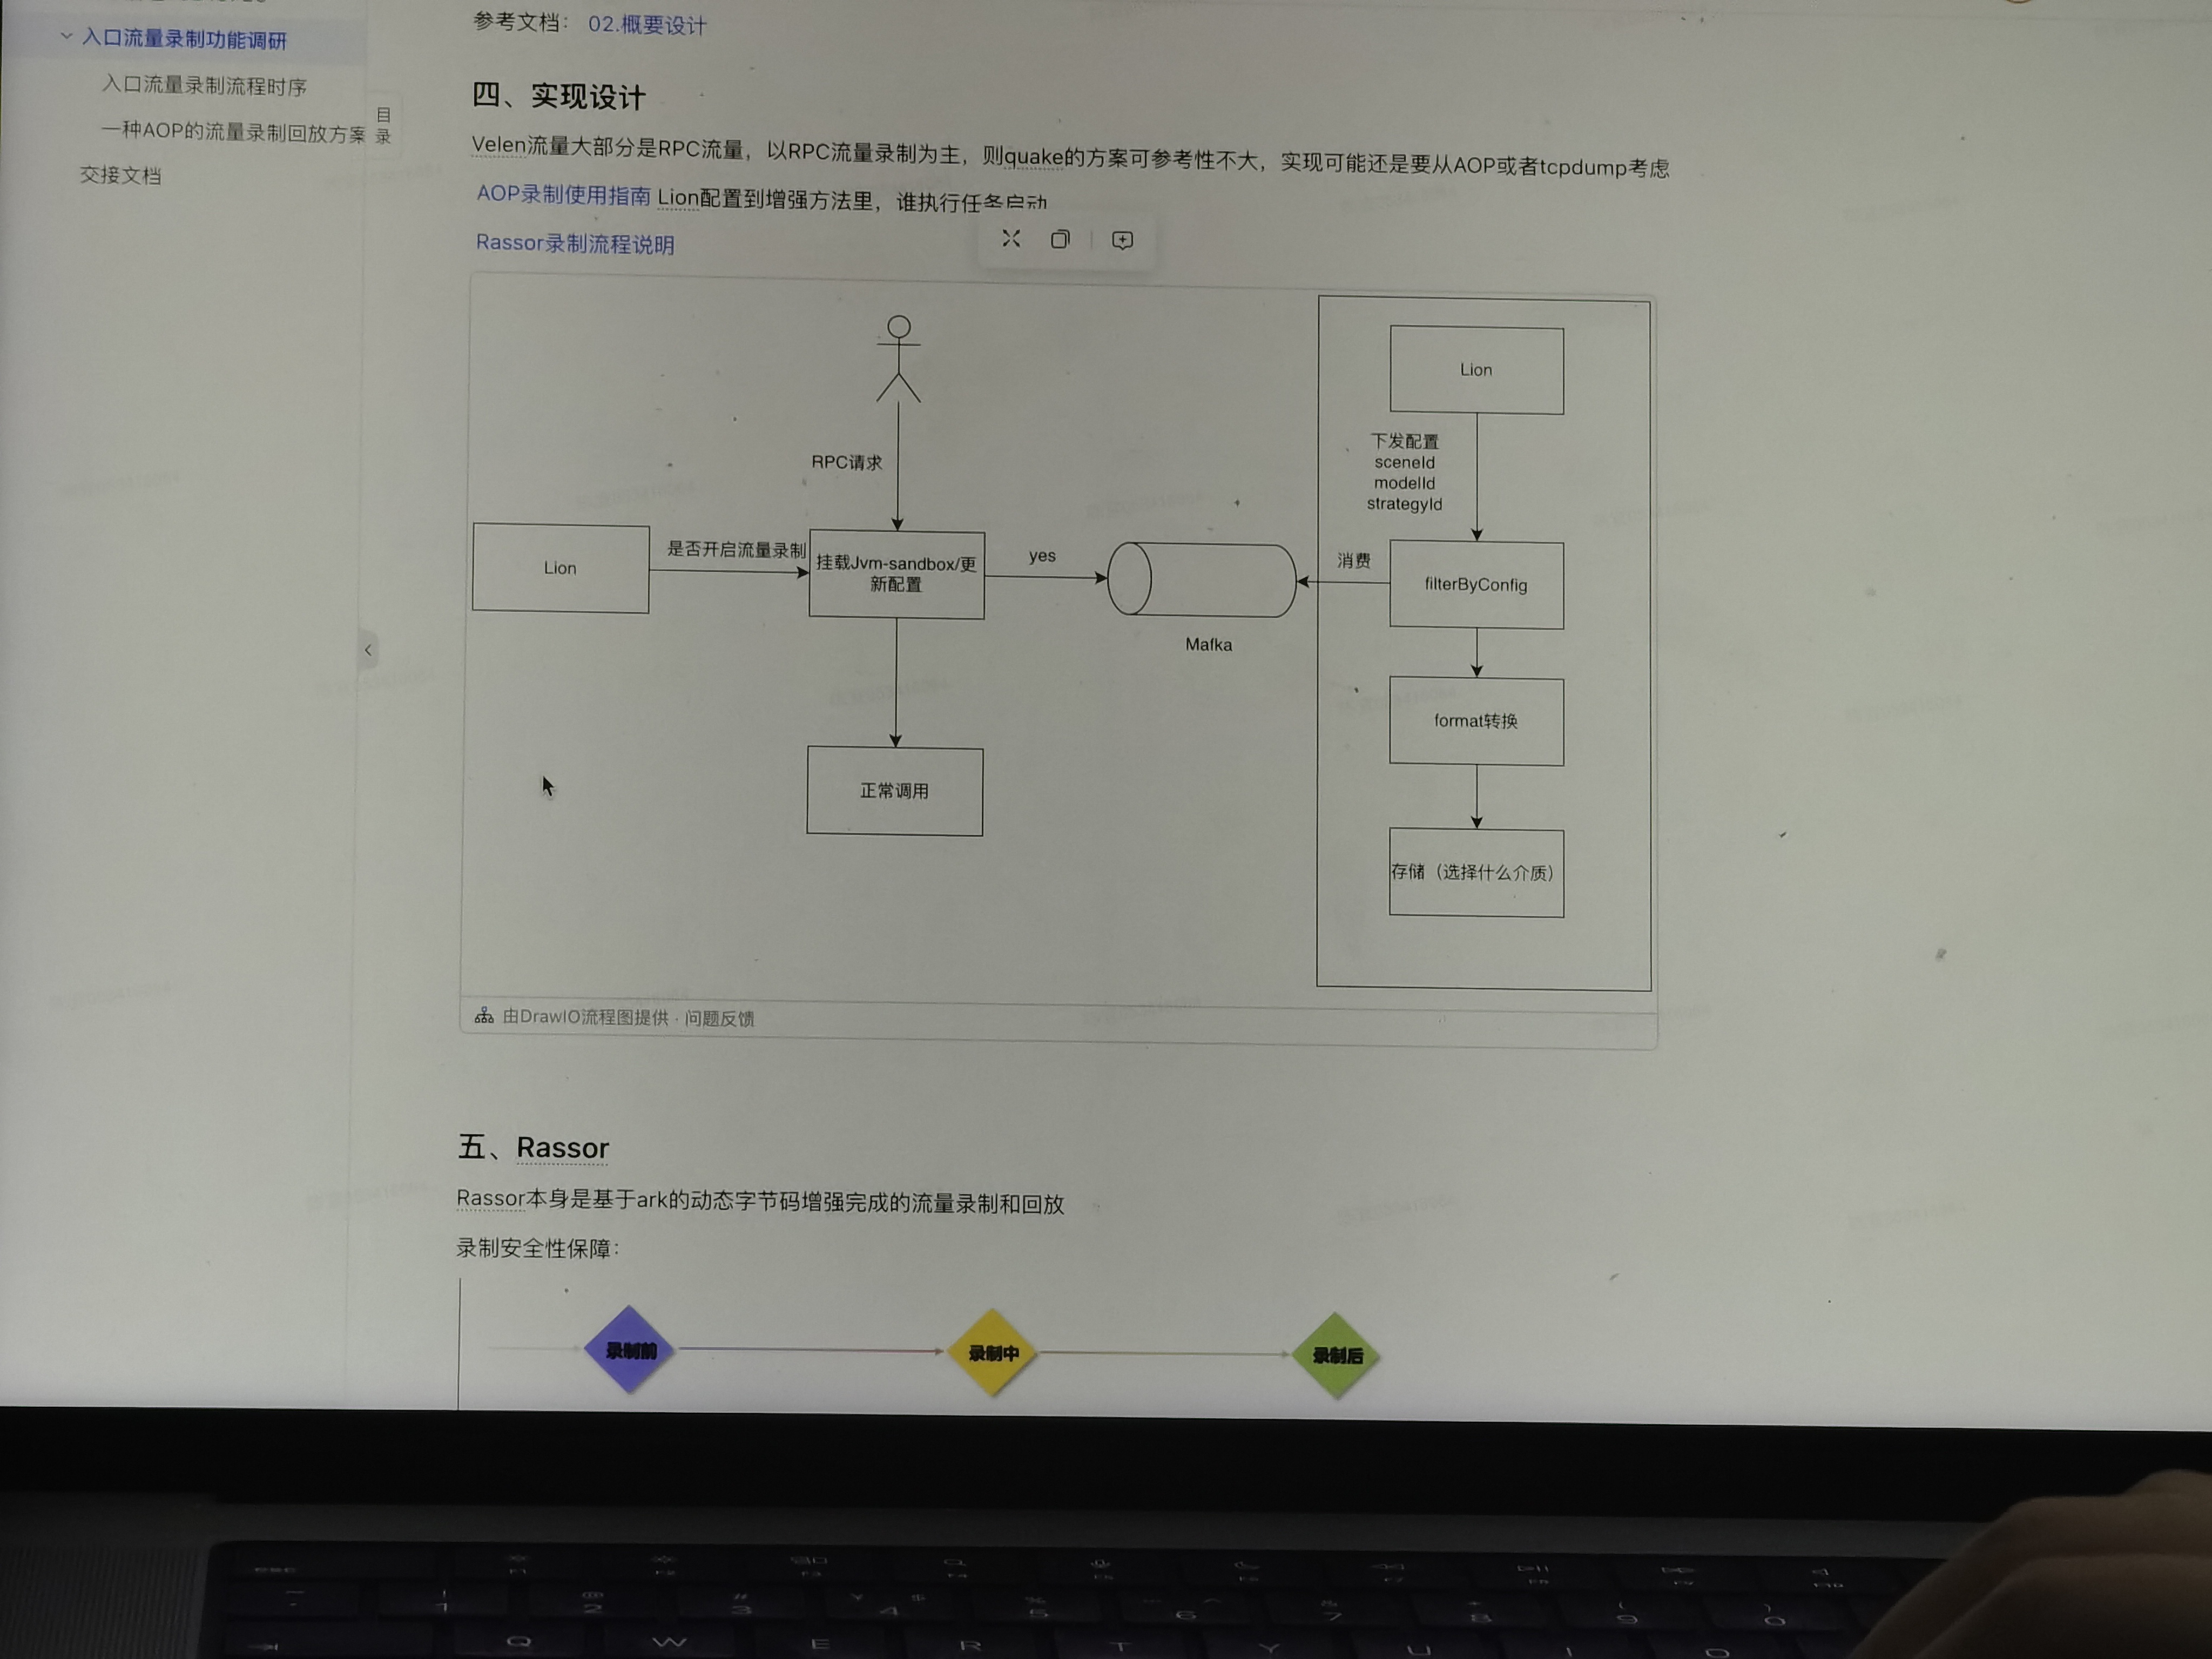 入口流量录制功能调研
入口流量录制流程时序
一种AOP的流量录制回放方案
交接文档
目录
参考文档： 02.概要设计
四、实现设计
Velen流量大部分是RPC流量，以RPC流量录制为主，则quake的方案可参考性不大，实现可能还是要从AOP或者tcpdump考虑
AOP录制使用指南 Lion配置到增强方法里，谁执行任务启动
Rassor录制流程说明
RPC请求
Lion
是否开启流量录制
挂载Jvm-sandbox/更
新配置
yes
Mafka
正常调用
Lion
下发配置
sceneId
modelId
strategyId
消费
filterByConfig
format转换
存储（选择什么介质）
由DrawIO流程图提供 · 问题反馈
五、Rassor
Rassor本身是基于ark的动态字节码增强完成的流量录制和回放
录制安全性保障：
录制前
录制中
录制后
1 2 3 4 5 6 7 8 9 0
Q W E R T Y U I O